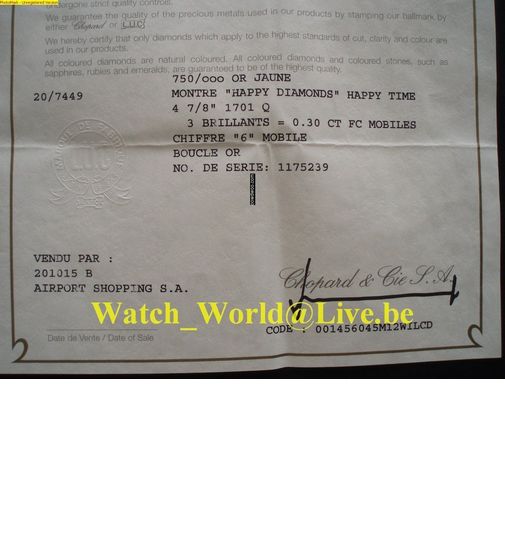 undergone strict quality controls.
We guarantee the quality of the precious metals used in our products by stamping our hallmark, by
either Chopard or L.U.C
We hereby certify that only diamonds which apply to the highest standards of cut, clarity and colour are
used in our products.
All coloured diamonds are natural coloured. All coloured diamonds and coloured stones, such as
sapphires, rubies and emeralds, are guaranteed to be of the highest quality.
750/ooo OR JAUNE
20/7449 MONTRE "HAPPY DIAMONDS" HAPPY TIME
4 7/8" 1701 Q
3 BRILLANTS = 0.30 CT FC MOBILES
CHIFFRE "6" MOBILE
BOUCLE OR
NO. DE SERIE: 1175239
L.U.C
VENDU PAR :
201015 B
AIRPORT SHOPPING S.A.
Chopard & Cie S.A.
Watch_World@Live.be
CODE : 001456045M12WILCD
Date de Vente / Date of Sale